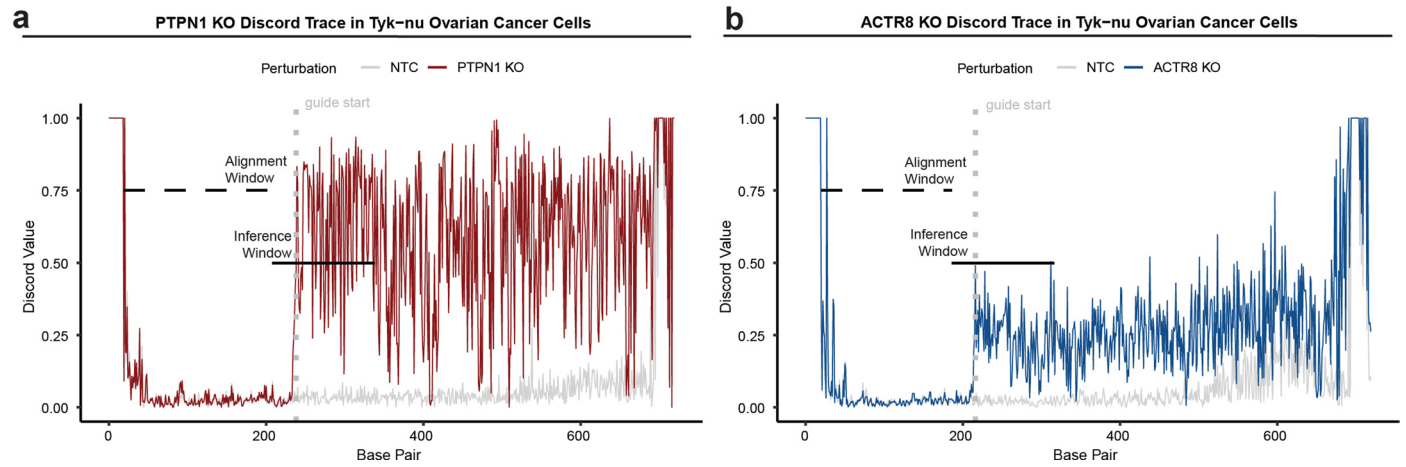 a
PTPN1 KO Discord Trace in Tyk−nu Ovarian Cancer Cells
Perturbation NTC PTPN1 KO
guide start
Alignment
Window
Inference
Window
Discord Value
1.00
0.75
0.50
0.25
0.00
0 200 400 600
Base Pair
b
ACTR8 KO Discord Trace in Tyk−nu Ovarian Cancer Cells
Perturbation NTC ACTR8 KO
guide start
Alignment
Window
Inference
Window
Discord Value
1.00
0.75
0.50
0.25
0.00
0 200 400 600
Base Pair